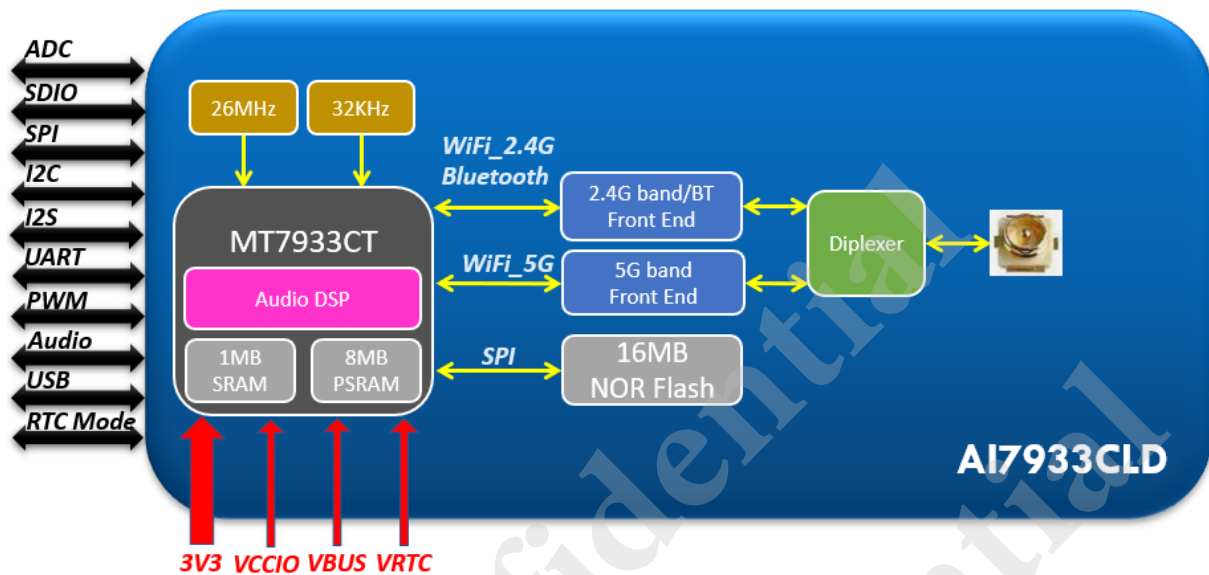 ADC
SDIO
SPI
I2C
I2S
UART
PWM
Audio
USB
RTC Mode
26MHz
32KHz
WiFi_2.4G
Bluetooth
2.4G band/BT
Front End
MT7933CT
Diplexer
WiFi_5G
5G band
Front End
Audio DSP
1MB
SRAM
8MB
PSRAM
SPI
16MB
NOR Flash
AI7933CLD
3V3
VCCIO
VBUS
VRTC